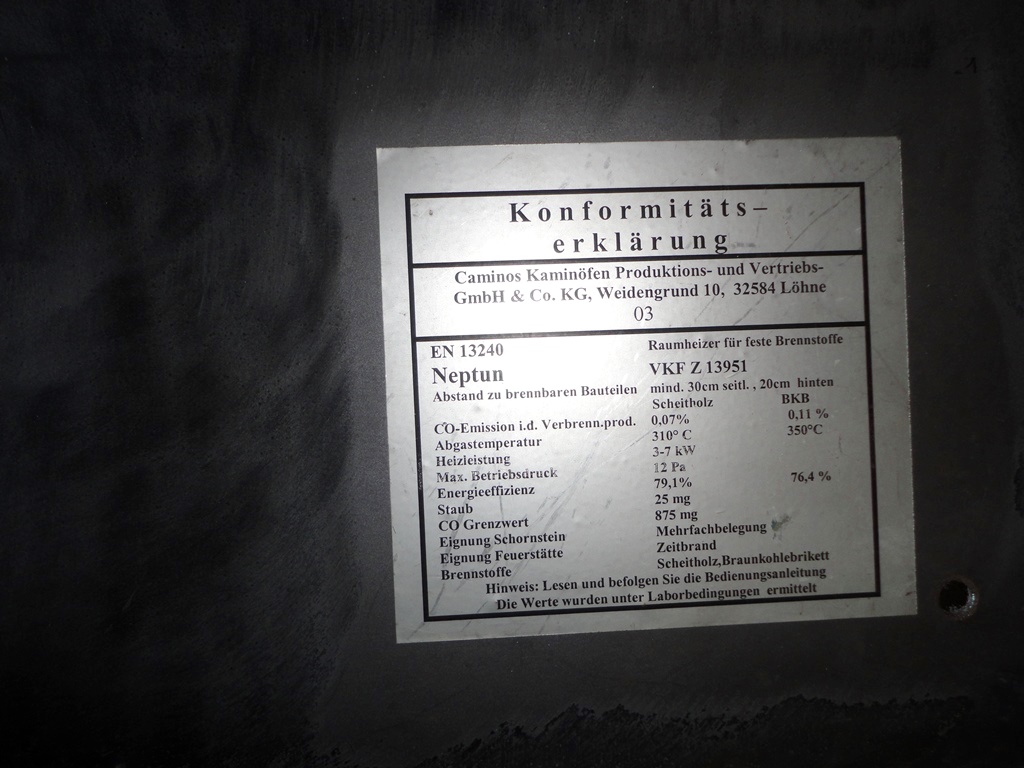 Konformitäts–
erklärung
Caminos Kaminöfen Produktions- und Vertriebs-
GmbH & Co. KG, Weidengrund 10, 32584 Löhne
03
EN 13240 Raumheizer für feste Brennstoffe
Neptun VKF Z 13951
Abstand zu brennbaren Bauteilen mind. 30cm seitl. , 20cm hinten
Scheitholz BKB
CO-Emission i.d. Verbrenn.prod. 0,07% 0,11 %
Abgastemperatur 310° C 350°C
Heizleistung 3-7 kW
Max. Betriebsdruck 12 Pa
Energieeffizienz 79,1% 76,4 %
Staub 25 mg
CO Grenzwert 875 mg
Eignung Schornstein Mehrfachbelegung
Eignung Feuerstätte Zeitbrand
Brennstoffe Scheitholz,Braunkohlebrikett
Hinweis: Lesen und befolgen Sie die Bedienungsanleitung
Die Werte wurden unter Laborbedingungen ermittelt